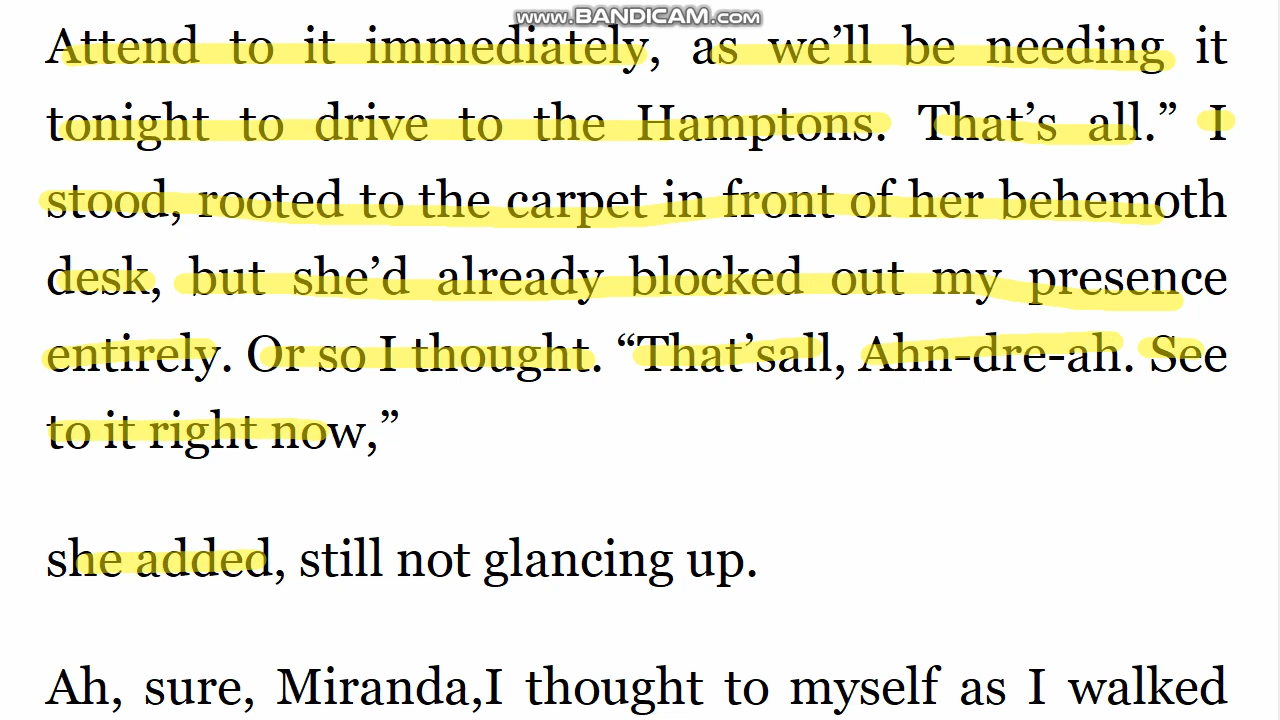 www.BANDICAM.com
Attend to it immediately, as we’ll be needing it
tonight to drive to the Hamptons. That’s all.” I
stood, rooted to the carpet in front of her behemoth
desk, but she’d already blocked out my presence
entirely. Or so I thought. “That’sall, Ahn-dre-ah. See
to it right now,”
she added, still not glancing up.
Ah, sure, Miranda,I thought to myself as I walked